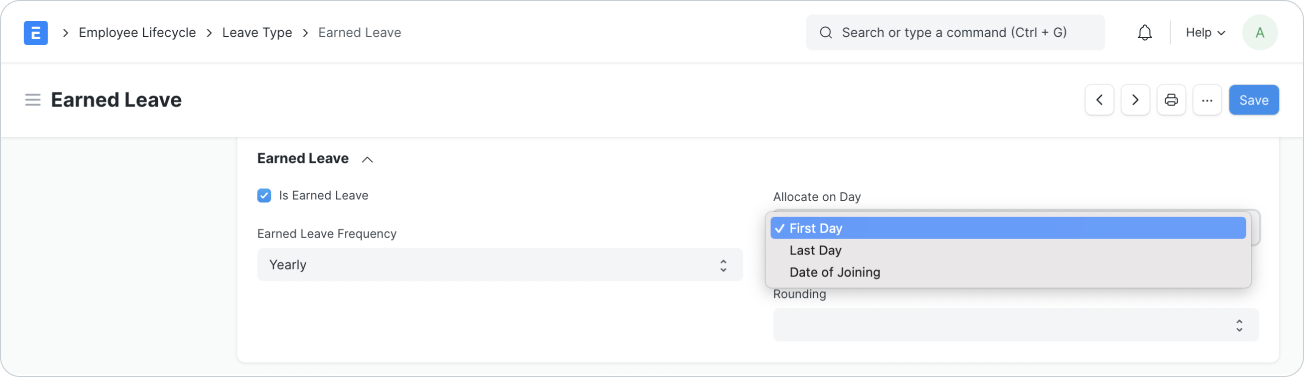 E Employee Lifecycle Leave Type Earned Leave Search or type a command (Ctrl + G) Help A
Earned Leave Save
Earned Leave
Is Earned Leave
Allocate on Day
First Day
Last Day
Date of Joining
Earned Leave Frequency
Yearly
Rounding